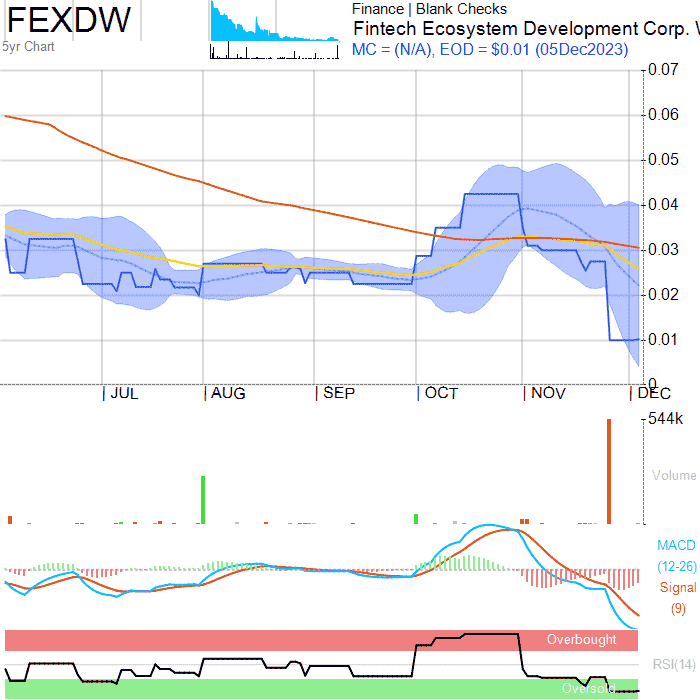 FEXDW
5yr Chart
Finance | Blank Checks
Fintech Ecosystem Development Corp. W
MC = (N/A), EOD = $0.01 (05Dec2023)
0.07
0.06
0.05
0.04
0.03
0.02
0.01
0
| JUL | AUG | SEP | OCT | NOV | DEC
544k
Volume
MACD
(12-26)
Signal
(9)
Overbought
RSI(14)
Oversold